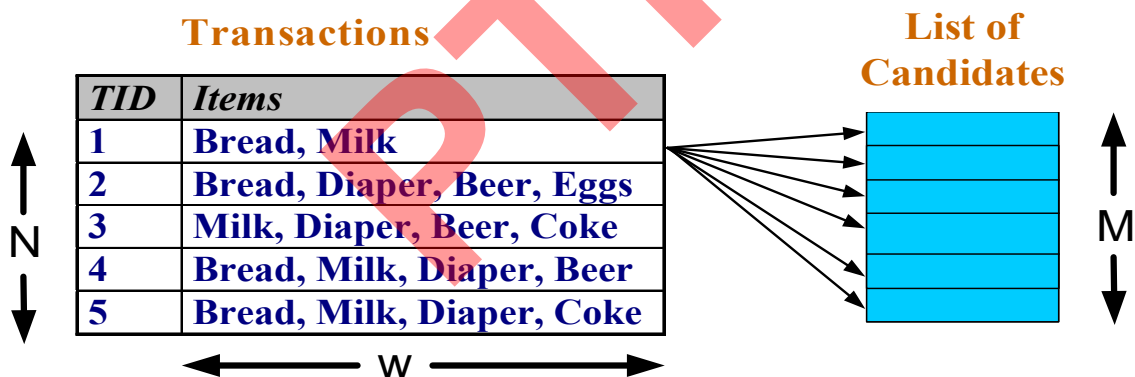 Transactions
List of
Candidates
TID Items
1 Bread, Milk
2 Bread, Diaper, Beer, Eggs
3 Milk, Diaper, Beer, Coke
4 Bread, Milk, Diaper, Beer
5 Bread, Milk, Diaper, Coke
N
M
w